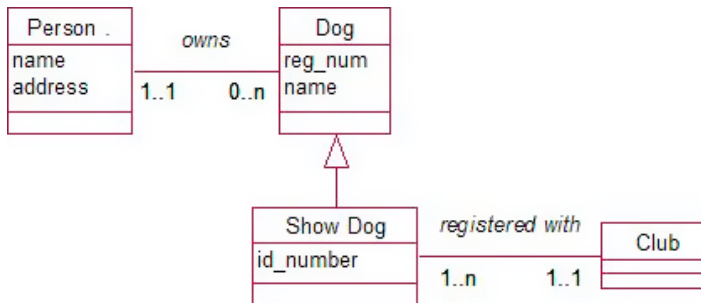 Person .
name
address
owns
1..1
0..n
Dog
reg_num
name
Show Dog
id_number
registered with
1..n
1..1
Club